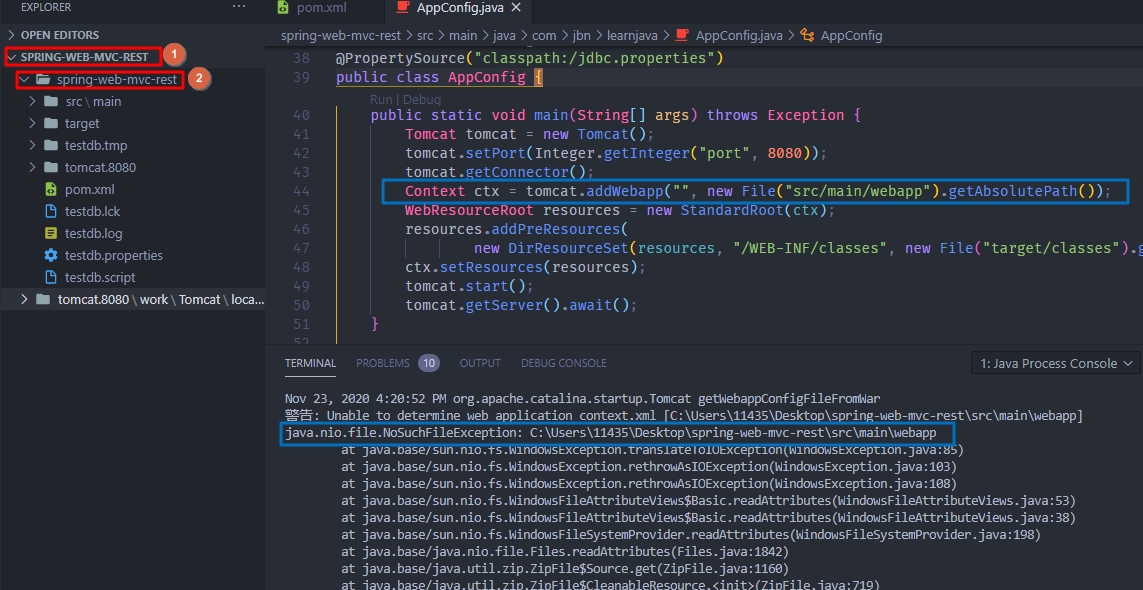 EXPLORER
···
pom.xml
AppConfig.java
OPEN EDITORS
SPRING-WEB-MVC-REST
1
spring-web-mvc-rest
2
src\main
target
testdb.tmp
tomcat.8080
pom.xml
testdb.lck
testdb.log
testdb.properties
testdb.script
tomcat.8080\work\Tomcat\loca...
spring-web-mvc-rest > src > main > java > com > jbn > learnjava > AppConfig.java > AppConfig
38 @PropertySource("classpath:/jdbc.properties")
39 public class AppConfig {
Run | Debug
40 public static void main(String[] args) throws Exception {
41 Tomcat tomcat = new Tomcat();
42 tomcat.setPort(Integer.getInteger("port", 8080));
43 tomcat.getConnector();
44 Context ctx = tomcat.addWebapp("", new File("src/main/webapp").getAbsolutePath());
45 WebResourceRoot resources = new StandardRoot(ctx);
46 resources.addPreResources(
47 new DirResourceSet(resources, "/WEB-INF/classes", new File("target/classes").g
48 ctx.setResources(resources);
49 tomcat.start();
50 tomcat.getServer().await();
51 }
52
TERMINAL PROBLEMS 10 OUTPUT DEBUG CONSOLE 1: Java Process Console
Nov 23, 2020 4:20:52 PM org.apache.catalina.startup.Tomcat getWebappConfigFileFromWar
警告: Unable to determine web application context.xml [C:\Users\11435\Desktop\spring-web-mvc-rest\src\main\webapp]
java.nio.file.NoSuchFileException: C:\Users\11435\Desktop\spring-web-mvc-rest\src\main\webapp
at java.base/sun.nio.fs.WindowsException.translateToIOException(WindowsException.java:85)
at java.base/sun.nio.fs.WindowsException.rethrowAsIOException(WindowsException.java:103)
at java.base/sun.nio.fs.WindowsException.rethrowAsIOException(WindowsException.java:108)
at java.base/sun.nio.fs.WindowsFileAttributeViews$Basic.readAttributes(WindowsFileAttributeViews.java:53)
at java.base/sun.nio.fs.WindowsFileAttributeViews$Basic.readAttributes(WindowsFileAttributeViews.java:38)
at java.base/sun.nio.fs.WindowsFileSystemProvider.readAttributes(WindowsFileSystemProvider.java:198)
at java.base/java.nio.file.Files.readAttributes(Files.java:1842)
at java.base/java.util.zip.ZipFile$Source.get(ZipFile.java:1160)
at java.base/java.util.zip.ZipFile$CleanableResource.<init>(ZipFile.java:719)